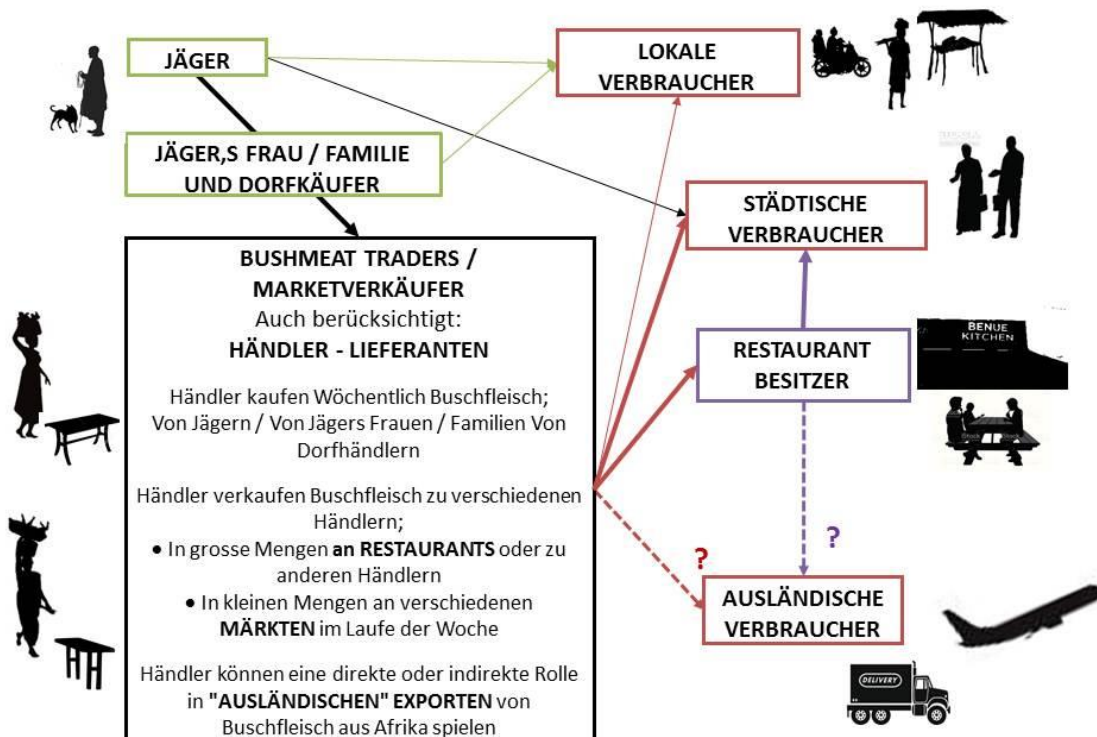 JÄGER
LOKALE
VERBRAUCHER
JÄGER,S FRAU / FAMILIE
UND DORFKÄUFER
STÄDTISCHE
VERBRAUCHER
BUSHMEAT TRADERS /
MARKETVERKÄUFER
Auch berücksichtigt:
HÄNDLER - LIEFERANTEN
Händler kaufen Wöchentlich Buschfleisch;
Von Jägern / Von Jägers Frauen / Familien Von
Dorfhändlern
Händler verkaufen Buschfleisch zu verschiedenen
Händlern;
• In grosse Mengen an RESTAURANTS oder zu
anderen Händlern
• In kleinen Mengen an verschiedenen
MÄRKTEN im Laufe der Woche
Händler können eine direkte oder indirekte Rolle
in "AUSLÄNDISCHEN" EXPORTEN von
Buschfleisch aus Afrika spielen
RESTAURANT
BESITZER
BENUE
KITCHEN
?
?
AUSLÄNDISCHE
VERBRAUCHER
DELIVERY